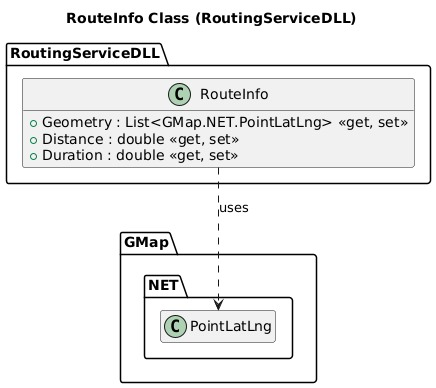 RouteInfo Class (RoutingServiceDLL)
RoutingServiceDLL
C RouteInfo
Geometry : List<GMap.NET.PointLatLng> «get, set»
Distance : double «get, set»
Duration : double «get, set»
uses
GMap
NET
C PointLatLng